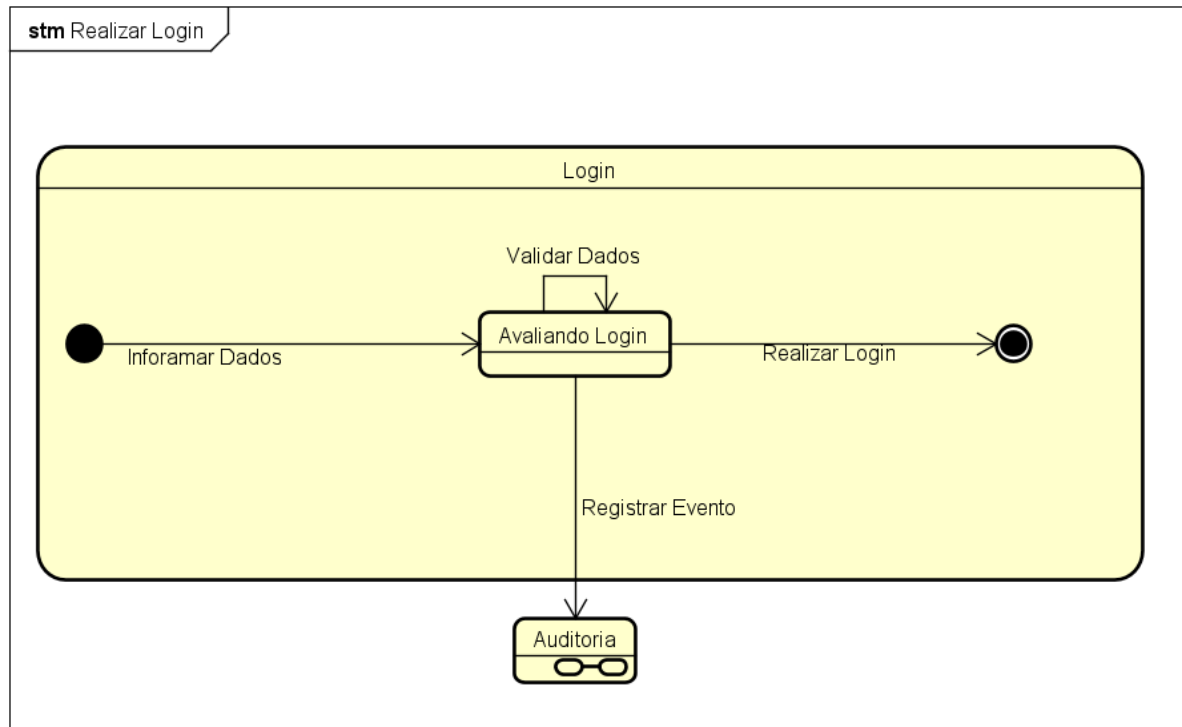 stm Realizar Login
Login
Validar Dados
Avaliando Login
Inforamar Dados
Realizar Login
Registrar Evento
Auditoria